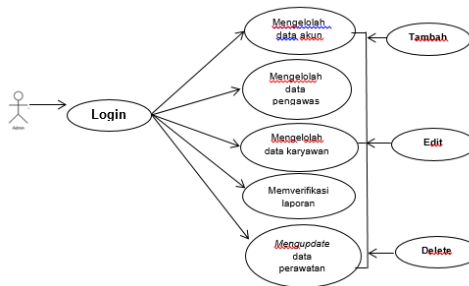 Mengelolah
data akun
Tambah
Mengelolah
data
pengawas
Login
Admin
Mengelolah
data karyawan
Edit
Memverifikasi
laporan
Mengupdate
data
perawatan
Delete